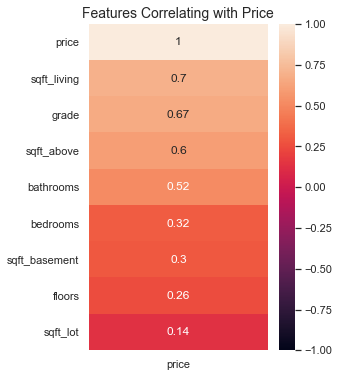 Features Correlating with Price
price 1
sqft_living 0.7
grade 0.67
sqft_above 0.6
bathrooms 0.52
bedrooms 0.32
sqft_basement 0.3
floors 0.26
sqft_lot 0.14
price
1.00
0.75
0.50
0.25
0.00
−0.25
−0.50
−0.75
−1.00